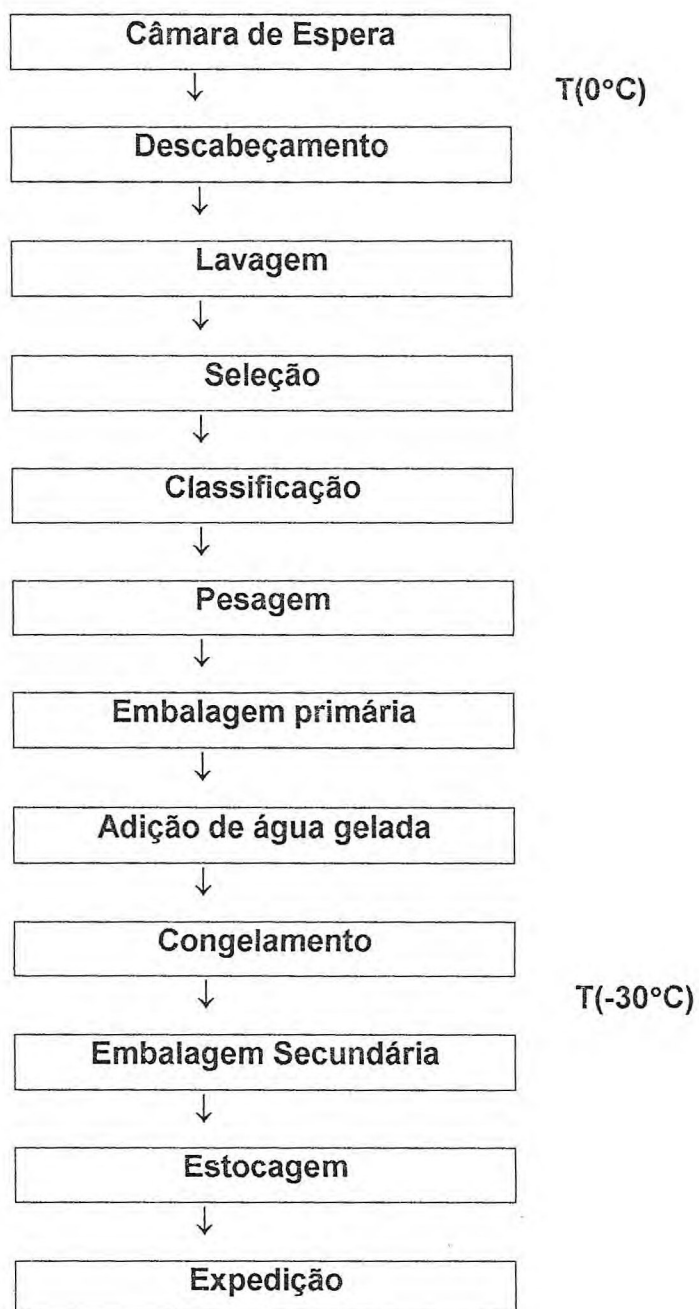 Câmara de Espera
↓
T(0°C)
Descabeçamento
↓
Lavagem
↓
Seleção
↓
Classificação
↓
Pesagem
↓
Embalagem primária
↓
Adição de água gelada
↓
Congelamento
↓
T(-30°C)
Embalagem Secundária
↓
Estocagem
↓
Expedição